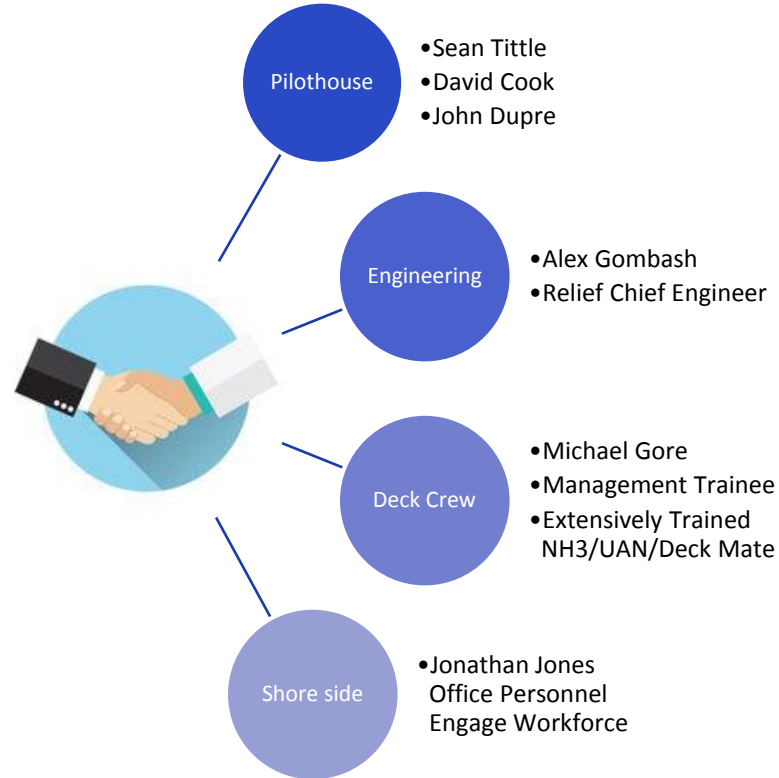 Pilothouse
•Sean Tittle
•David Cook
•John Dupre
Engineering
•Alex Gombash
•Relief Chief Engineer
Deck Crew
•Michael Gore
•Management Trainee
•Extensively Trained
NH3/UAN/Deck Mate
Shore side
•Jonathan Jones
Office Personnel
Engage Workforce